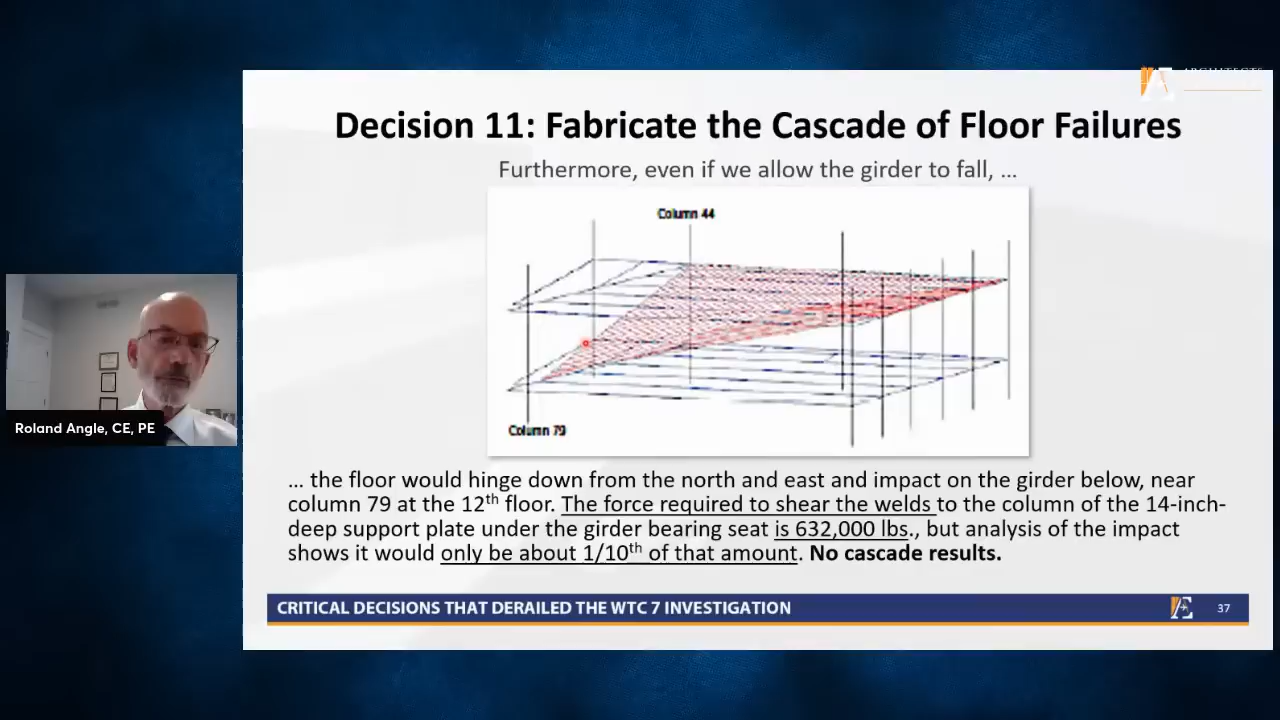 ARCHITECTS
Decision 11: Fabricate the Cascade of Floor Failures
Furthermore, even if we allow the girder to fall, ...
Column 44
Column 79
Roland Angle, CE, PE
... the floor would hinge down from the north and east and impact on the girder below, near
column 79 at the 12th floor. The force required to shear the welds to the column of the 14-inch-
deep support plate under the girder bearing seat is 632,000 lbs., but analysis of the impact
shows it would only be about 1/10th of that amount. No cascade results.
CRITICAL DECISIONS THAT DERAILED THE WTC 7 INVESTIGATION
37